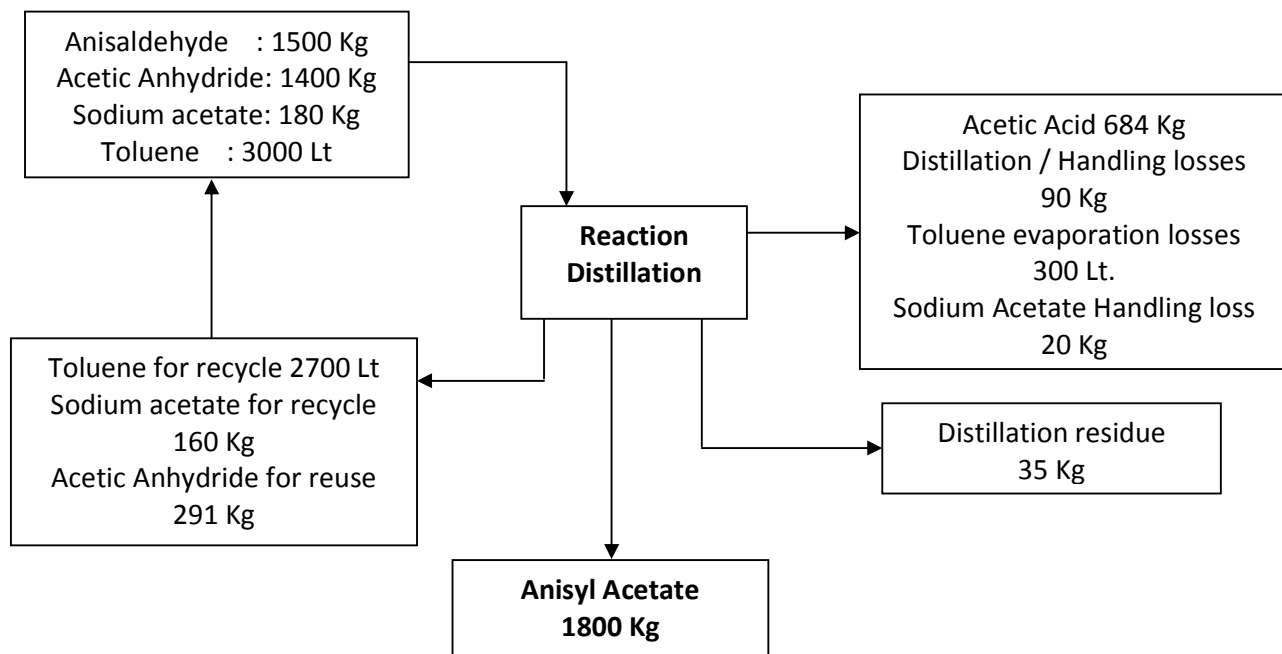 Anisaldehyde : 1500 Kg
Acetic Anhydride: 1400 Kg
Sodium acetate: 180 Kg
Toluene : 3000 Lt
Reaction
Distillation
Acetic Acid 684 Kg
Distillation / Handling losses
90 Kg
Toluene evaporation losses
300 Lt.
Sodium Acetate Handling loss
20 Kg
Toluene for recycle 2700 Lt
Sodium acetate for recycle
160 Kg
Acetic Anhydride for reuse
291 Kg
Distillation residue
35 Kg
Anisyl Acetate
1800 Kg